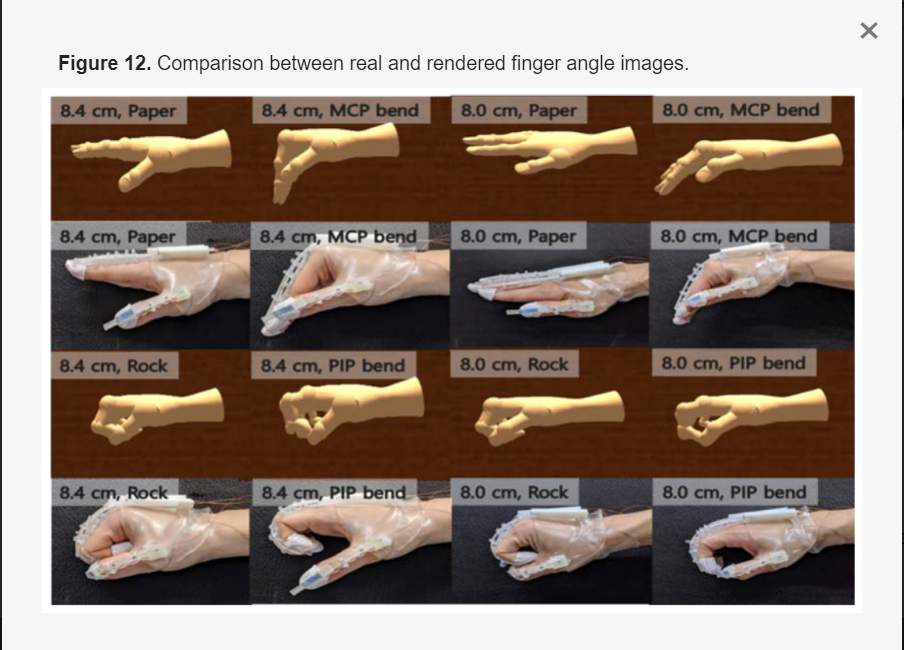 Figure 12. Comparison between real and rendered finger angle images.
8.4 cm, Paper
8.4 cm, MCP bend
8.0 cm, Paper
8.0 cm, MCP bend
8.4 cm, Paper
8.4 cm, MCP bend
8.0 cm, Paper
8.0 cm, MCP bend
8.4 cm, Rock
8.4 cm, PIP bend
8.0 cm, Rock
8.0 cm, PIP bend
8.4 cm, Rock
8.4 cm, PIP bend
8.0 cm, Rock
8.0 cm, PIP bend